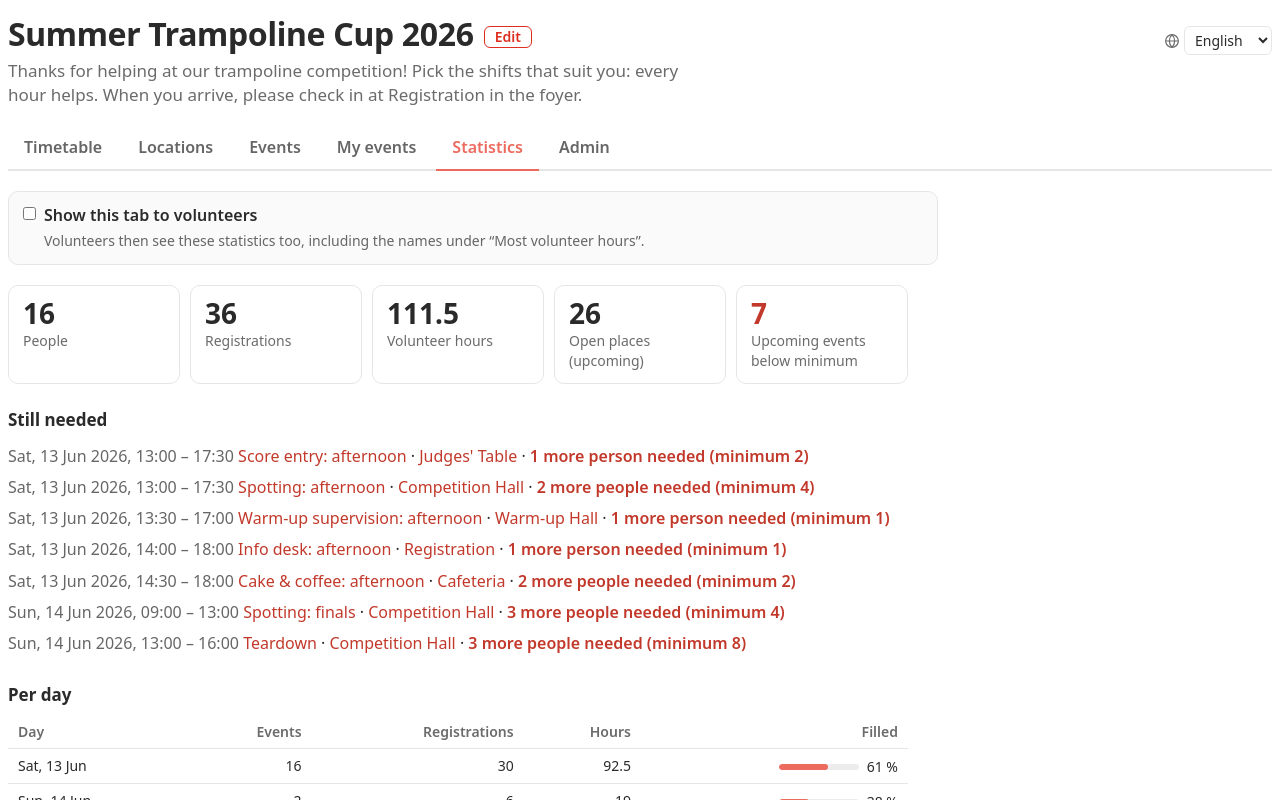 Summer Trampoline Cup 2026 Edit
English
Thanks for helping at our trampoline competition! Pick the shifts that suit you: every
hour helps. When you arrive, please check in at Registration in the foyer.
Timetable Locations Events My events Statistics Admin
Show this tab to volunteers
Volunteers then see these statistics too, including the names under “Most volunteer hours”.
16
People
36
Registrations
111.5
Volunteer hours
26
Open places
(upcoming)
7
Upcoming events
below minimum
Still needed
Sat, 13 Jun 2026, 13:00 – 17:30 Score entry: afternoon · Judges' Table · 1 more person needed (minimum 2)
Sat, 13 Jun 2026, 13:00 – 17:30 Spotting: afternoon · Competition Hall · 2 more people needed (minimum 4)
Sat, 13 Jun 2026, 13:30 – 17:00 Warm-up supervision: afternoon · Warm-up Hall · 1 more person needed (minimum 1)
Sat, 13 Jun 2026, 14:00 – 18:00 Info desk: afternoon · Registration · 1 more person needed (minimum 1)
Sat, 13 Jun 2026, 14:30 – 18:00 Cake & coffee: afternoon · Cafeteria · 2 more people needed (minimum 2)
Sun, 14 Jun 2026, 09:00 – 13:00 Spotting: finals · Competition Hall · 3 more people needed (minimum 4)
Sun, 14 Jun 2026, 13:00 – 16:00 Teardown · Competition Hall · 3 more people needed (minimum 8)
Per day
Day Events Registrations Hours Filled
Sat, 13 Jun 16 30 92.5 61 %
Sun, 14 Jun 6 19